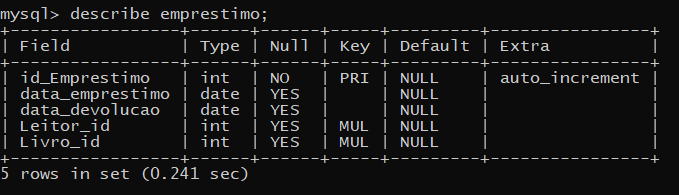 mysql> describe emprestimo;
+-----------------+------+------+-----+---------+----------------+
| Field           | Type | Null | Key | Default | Extra          |
+-----------------+------+------+-----+---------+----------------+
| id_Emprestimo   | int  | NO   | PRI | NULL    | auto_increment |
| data_emprestimo | date | YES  |     | NULL    |                |
| data_devolucao  | date | YES  |     | NULL    |                |
| Leitor_id       | int  | YES  | MUL | NULL    |                |
| Livro_id        | int  | YES  | MUL | NULL    |                |
+-----------------+------+------+-----+---------+----------------+
5 rows in set (0.241 sec)